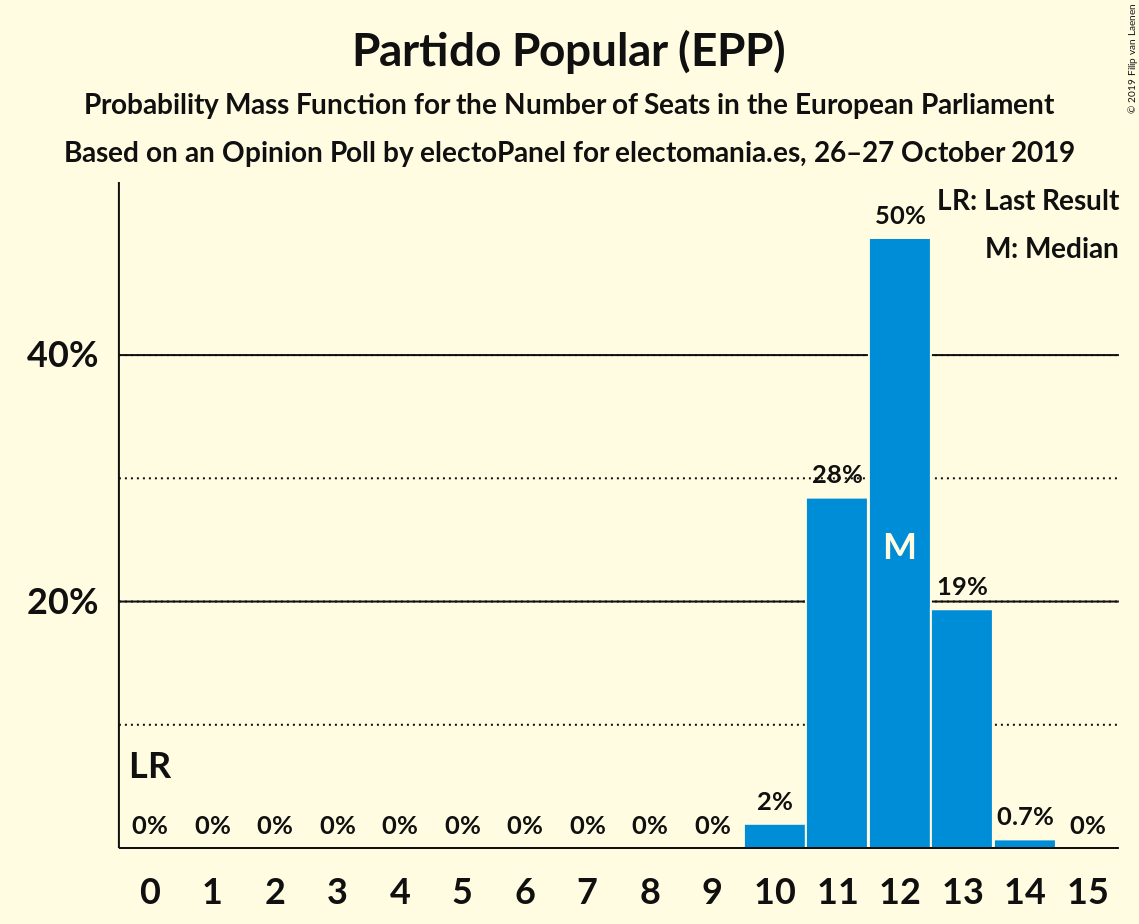 Partido Popular (EPP)
Probability Mass Function for the Number of Seats in the European Parliament
Based on an Opinion Poll by electoPanel for electomania.es, 26–27 October 2019
© 2019 Filip van Laenen
LR: Last Result
M: Median
50%
40%
28%
M
20%
19%
LR
0% 0% 0% 0% 0% 0% 0% 0% 0% 0% 2% 0.7% 0%
0 1 2 3 4 5 6 7 8 9 10 11 12 13 14 15